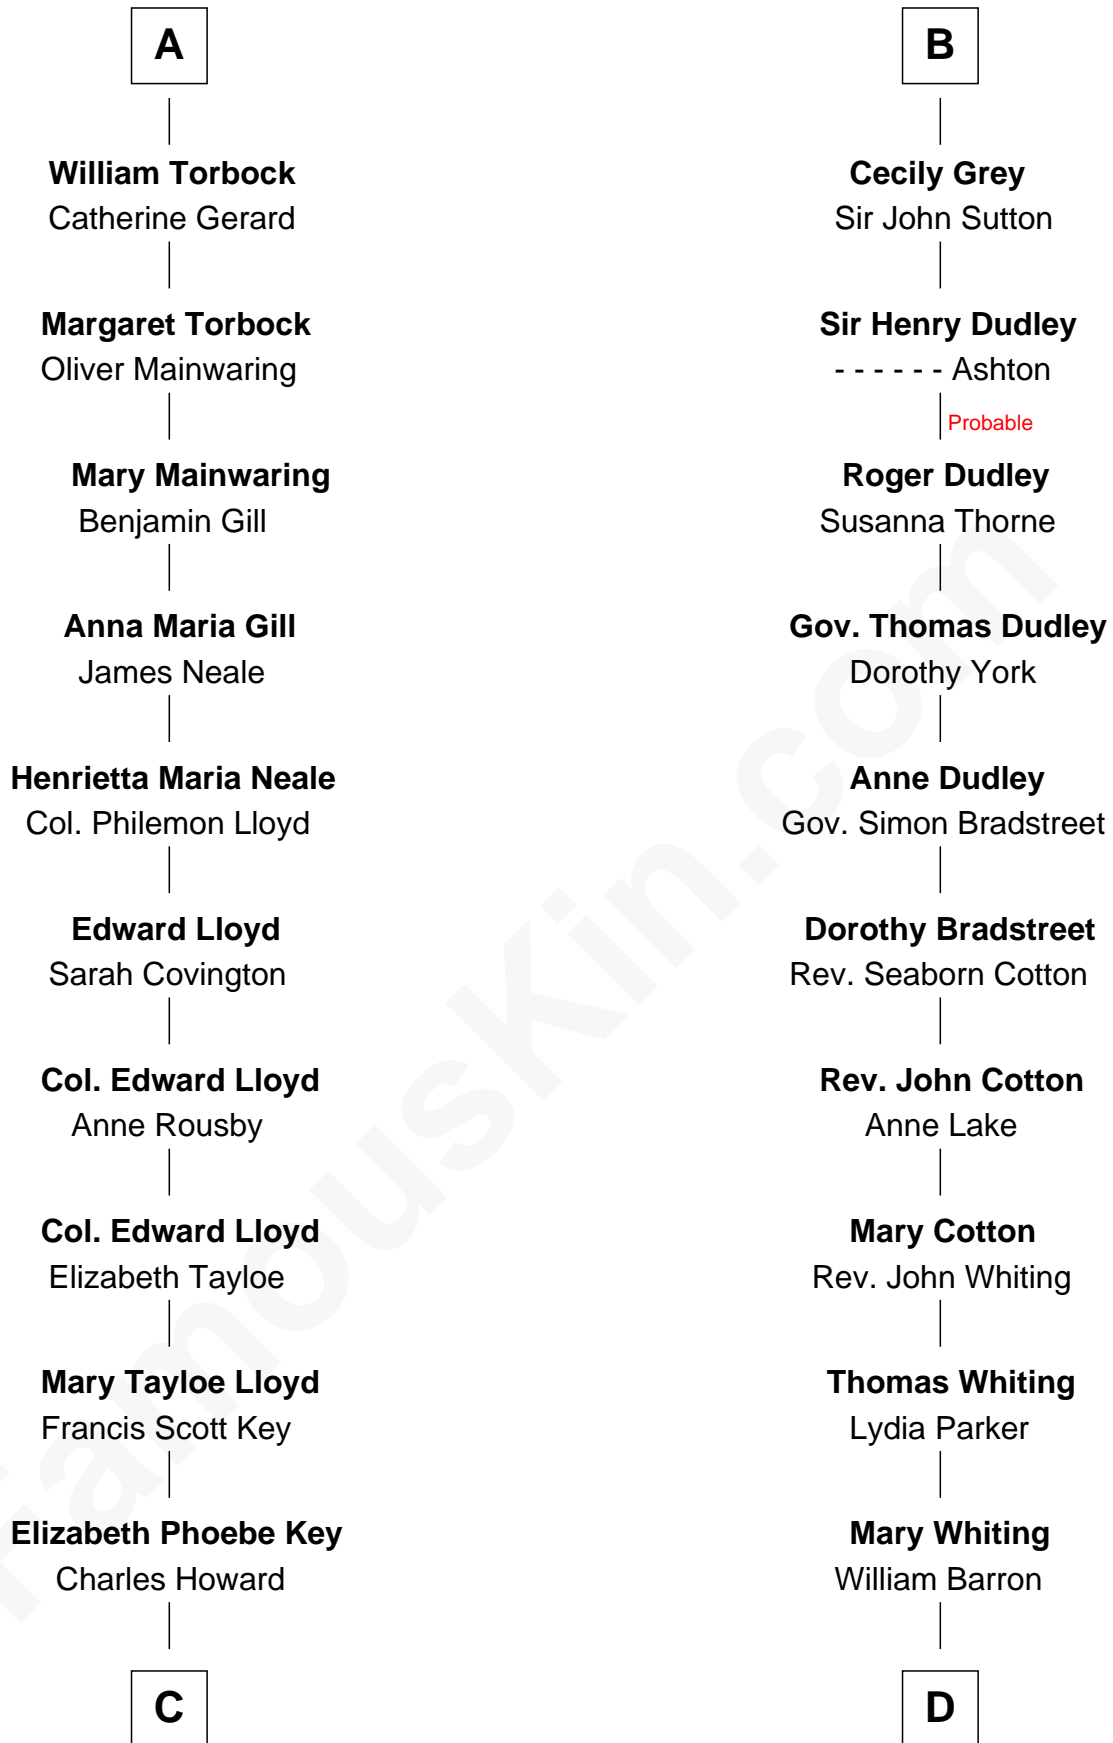 A
William Torbock
Catherine Gerard
Margaret Torbock
Oliver Mainwaring
Mary Mainwaring
Benjamin Gill
Anna Maria Gill
James Neale
Henrietta Maria Neale
Col. Philemon Lloyd
Edward Lloyd
Sarah Covington
Col. Edward Lloyd
Anne Rousby
Col. Edward Lloyd
Elizabeth Tayloe
Mary Tayloe Lloyd
Francis Scott Key
Elizabeth Phoebe Key
Charles Howard
C
B
Cecily Grey
Sir John Sutton
Sir Henry Dudley
- - - - - - Ashton
Probable
Roger Dudley
Susanna Thorne
Gov. Thomas Dudley
Dorothy York
Anne Dudley
Gov. Simon Bradstreet
Dorothy Bradstreet
Rev. Seaborn Cotton
Rev. John Cotton
Anne Lake
Mary Cotton
Rev. John Whiting
Thomas Whiting
Lydia Parker
Mary Whiting
William Barron
D
FamousKin.com